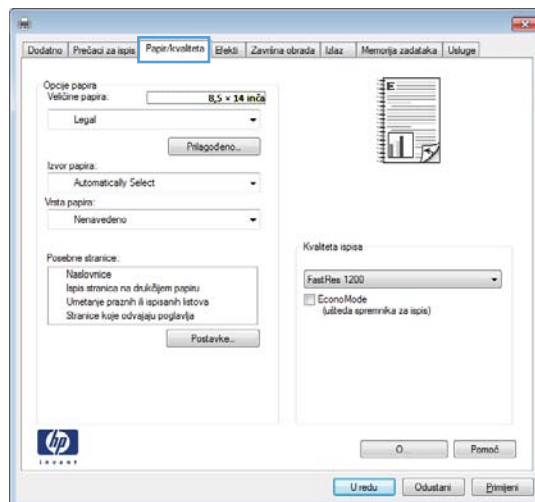 Dodatno Prečaci za ispis Papir/kvaliteta Efekti Završna obrada Izlaz Memorija zadataka Usluge
Opcije papira
Veličine papira: 8,5 × 14 inča
Legal
Prilagođeno...
Izvor papira:
Automatically Select
Vrsta papira:
Nenavedeno
Posebne stranice:
Naslovnice
Ispis stranica na drukčijem papiru
Umetanje praznih ili ispisanih listova
Stranice koje odvajaju poglavlja
Postavke...
Kvaliteta ispisa
FastRes 1200
EconoMode
(ušteda spremnika za ispis)
E
hp
invent
O... Pomoć
U redu Odustani Primijeni